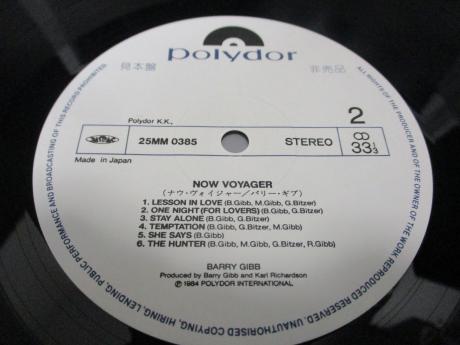 polydor
見本盤
非売品
Polydor K.K.,
2
25MM 0385
STEREO
33 1/3
Made in Japan
NOW VOYAGER
(ナウ・ヴォイジャー/バリー・ギブ)
1. LESSON IN LOVE (B.Gibb, M.Gibb, G.Bitzer)
2. ONE NIGHT (FOR LOVERS) (B.Gibb, G.Bitzer)
3. STAY ALONE (B.Gibb, G.Bitzer)
4. TEMPTATION (B.Gibb, G.Bitzer, M.Gibb)
5. SHE SAYS (B.Gibb)
6. THE HUNTER (B.Gibb, M.Gibb, G.Bitzer, R.Gibb)
BARRY GIBB
Produced by Barry Gibb and Karl Richardson
℗1984 POLYDOR INTERNATIONAL
ALL RIGHTS OF THE PRODUCER AND OF THE OWNER OF THE WORK REPRODUCED RESERVED. UNAUTHORISED COPYING, HIRING, LENDING, PUBLIC PERFORMANCE AND BROADCASTING OF THIS RECORD PROHIBITED